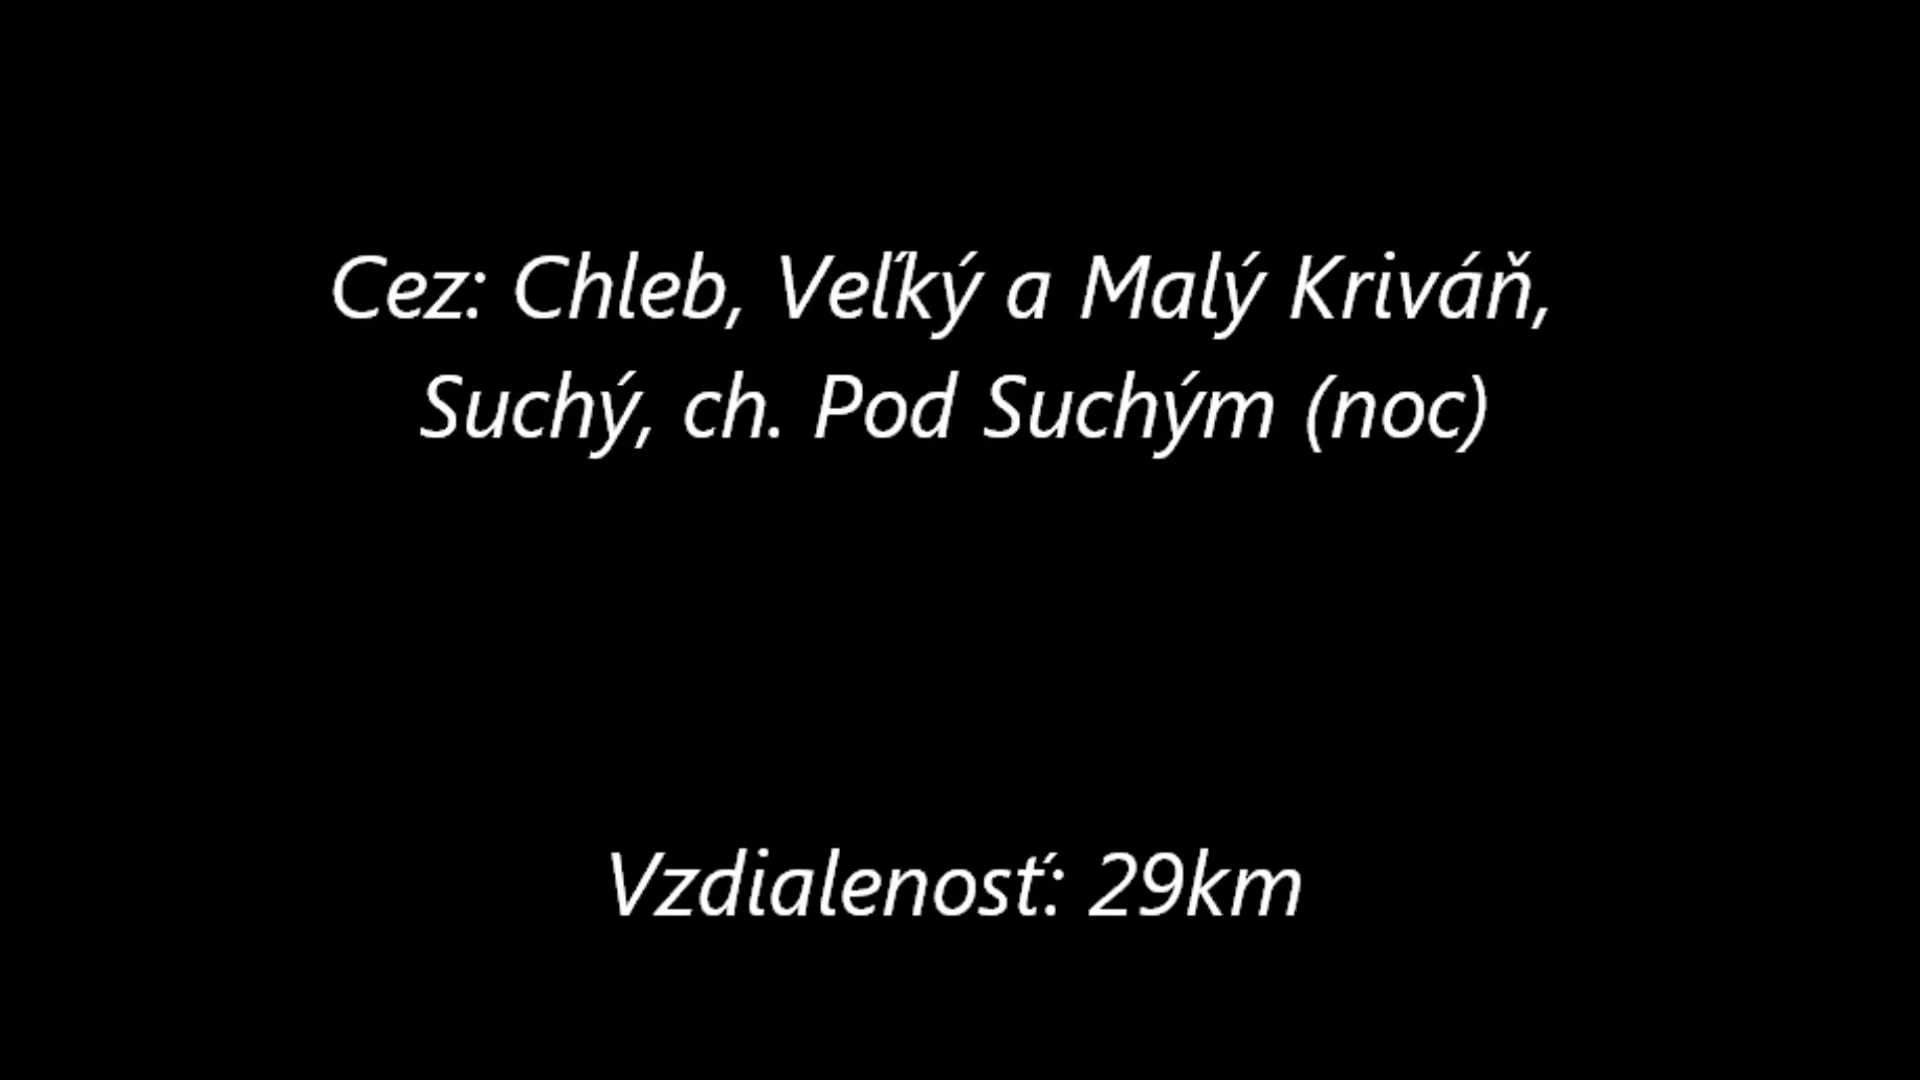 Cez: Chleb, Veľký a Malý Kriváň,
Suchý, ch. Pod Suchým (noc)
Vzdialenosť: 29km